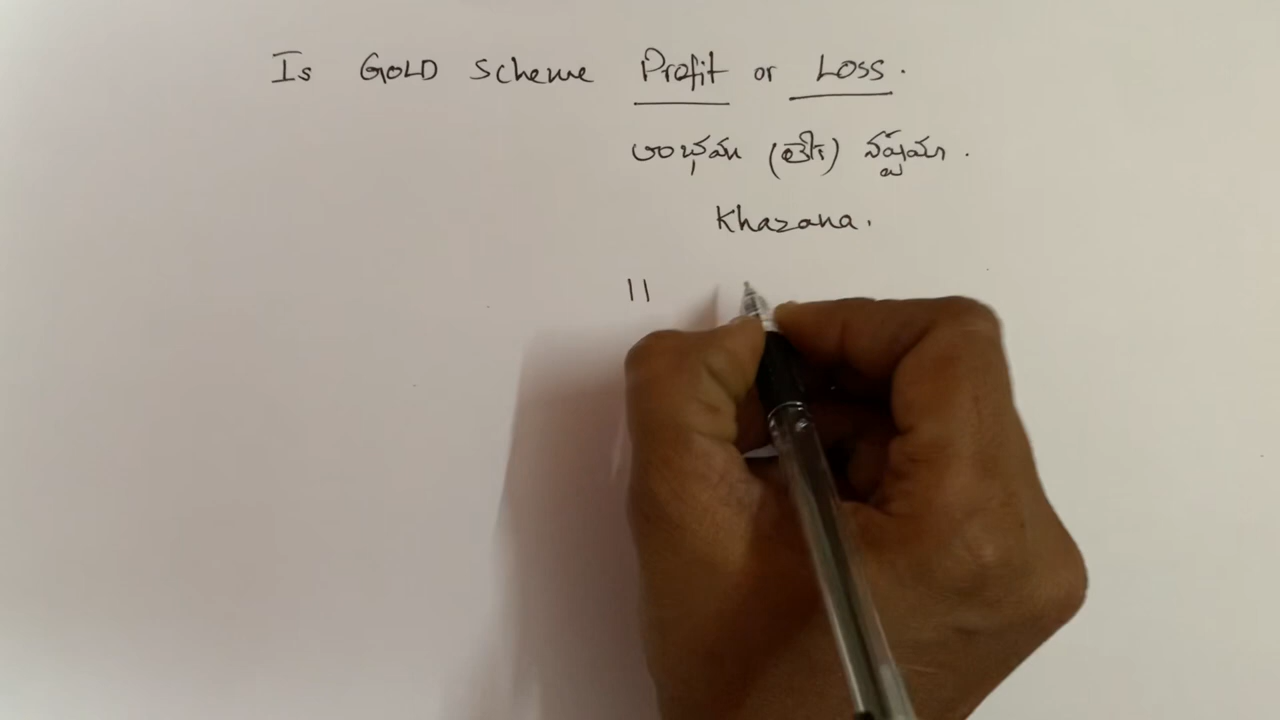 Is GOLD Scheme Profit or Loss.
లాభమా (లేక) నష్టమా.
Khazana.
11